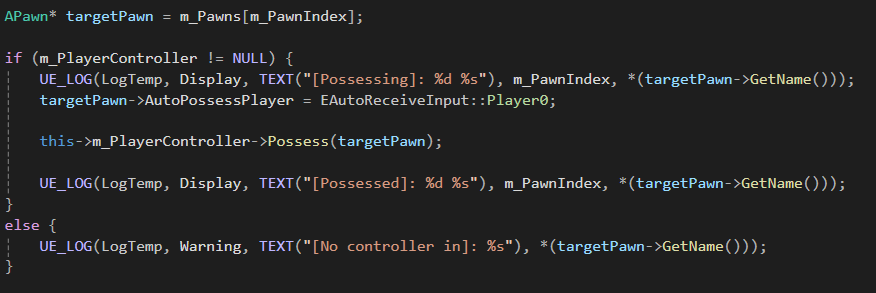 APawn* targetPawn = m_Pawns[m_PawnIndex];
if (m_PlayerController != NULL) {
UE_LOG(LogTemp, Display, TEXT("[Possessing]: %d %s"), m_PawnIndex, *(targetPawn->GetName()));
targetPawn->AutoPossessPlayer = EAutoReceiveInput::Player0;
this->m_PlayerController->Possess(targetPawn);
UE_LOG(LogTemp, Display, TEXT("[Possessed]: %d %s"), m_PawnIndex, *(targetPawn->GetName()));
}
else {
UE_LOG(LogTemp, Warning, TEXT("[No controller in]: %s"), *(targetPawn->GetName()));
}